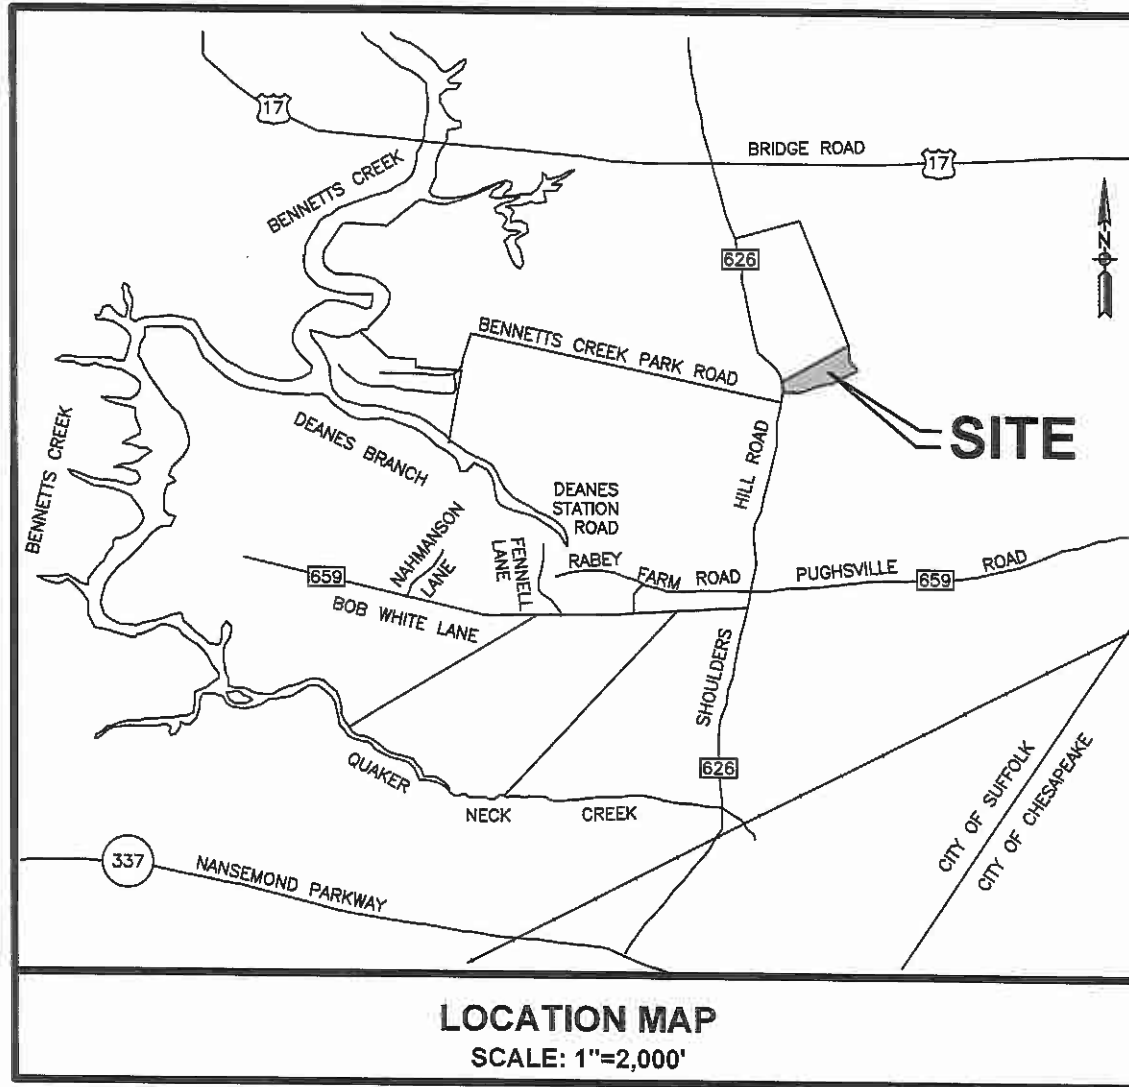 17
BRIDGE ROAD
17
BENNETTS CREEK
N
626
BENNETTS CREEK PARK ROAD
SITE
DEANES BRANCH
BENNETTS CREEK
HILL ROAD
DEANES
STATION
ROAD
NAHMANSON
LANE
FENNELL
LANE
RABEY
FARM ROAD
PUGHSVILLE
659
ROAD
659
BOB WHITE LANE
SHOULDERS
626
QUAKER
NECK
CREEK
CITY OF SUFFOLK
CITY OF CHESAPEAKE
337
NANSEMOND PARKWAY
LOCATION MAP
SCALE: 1"=2,000'